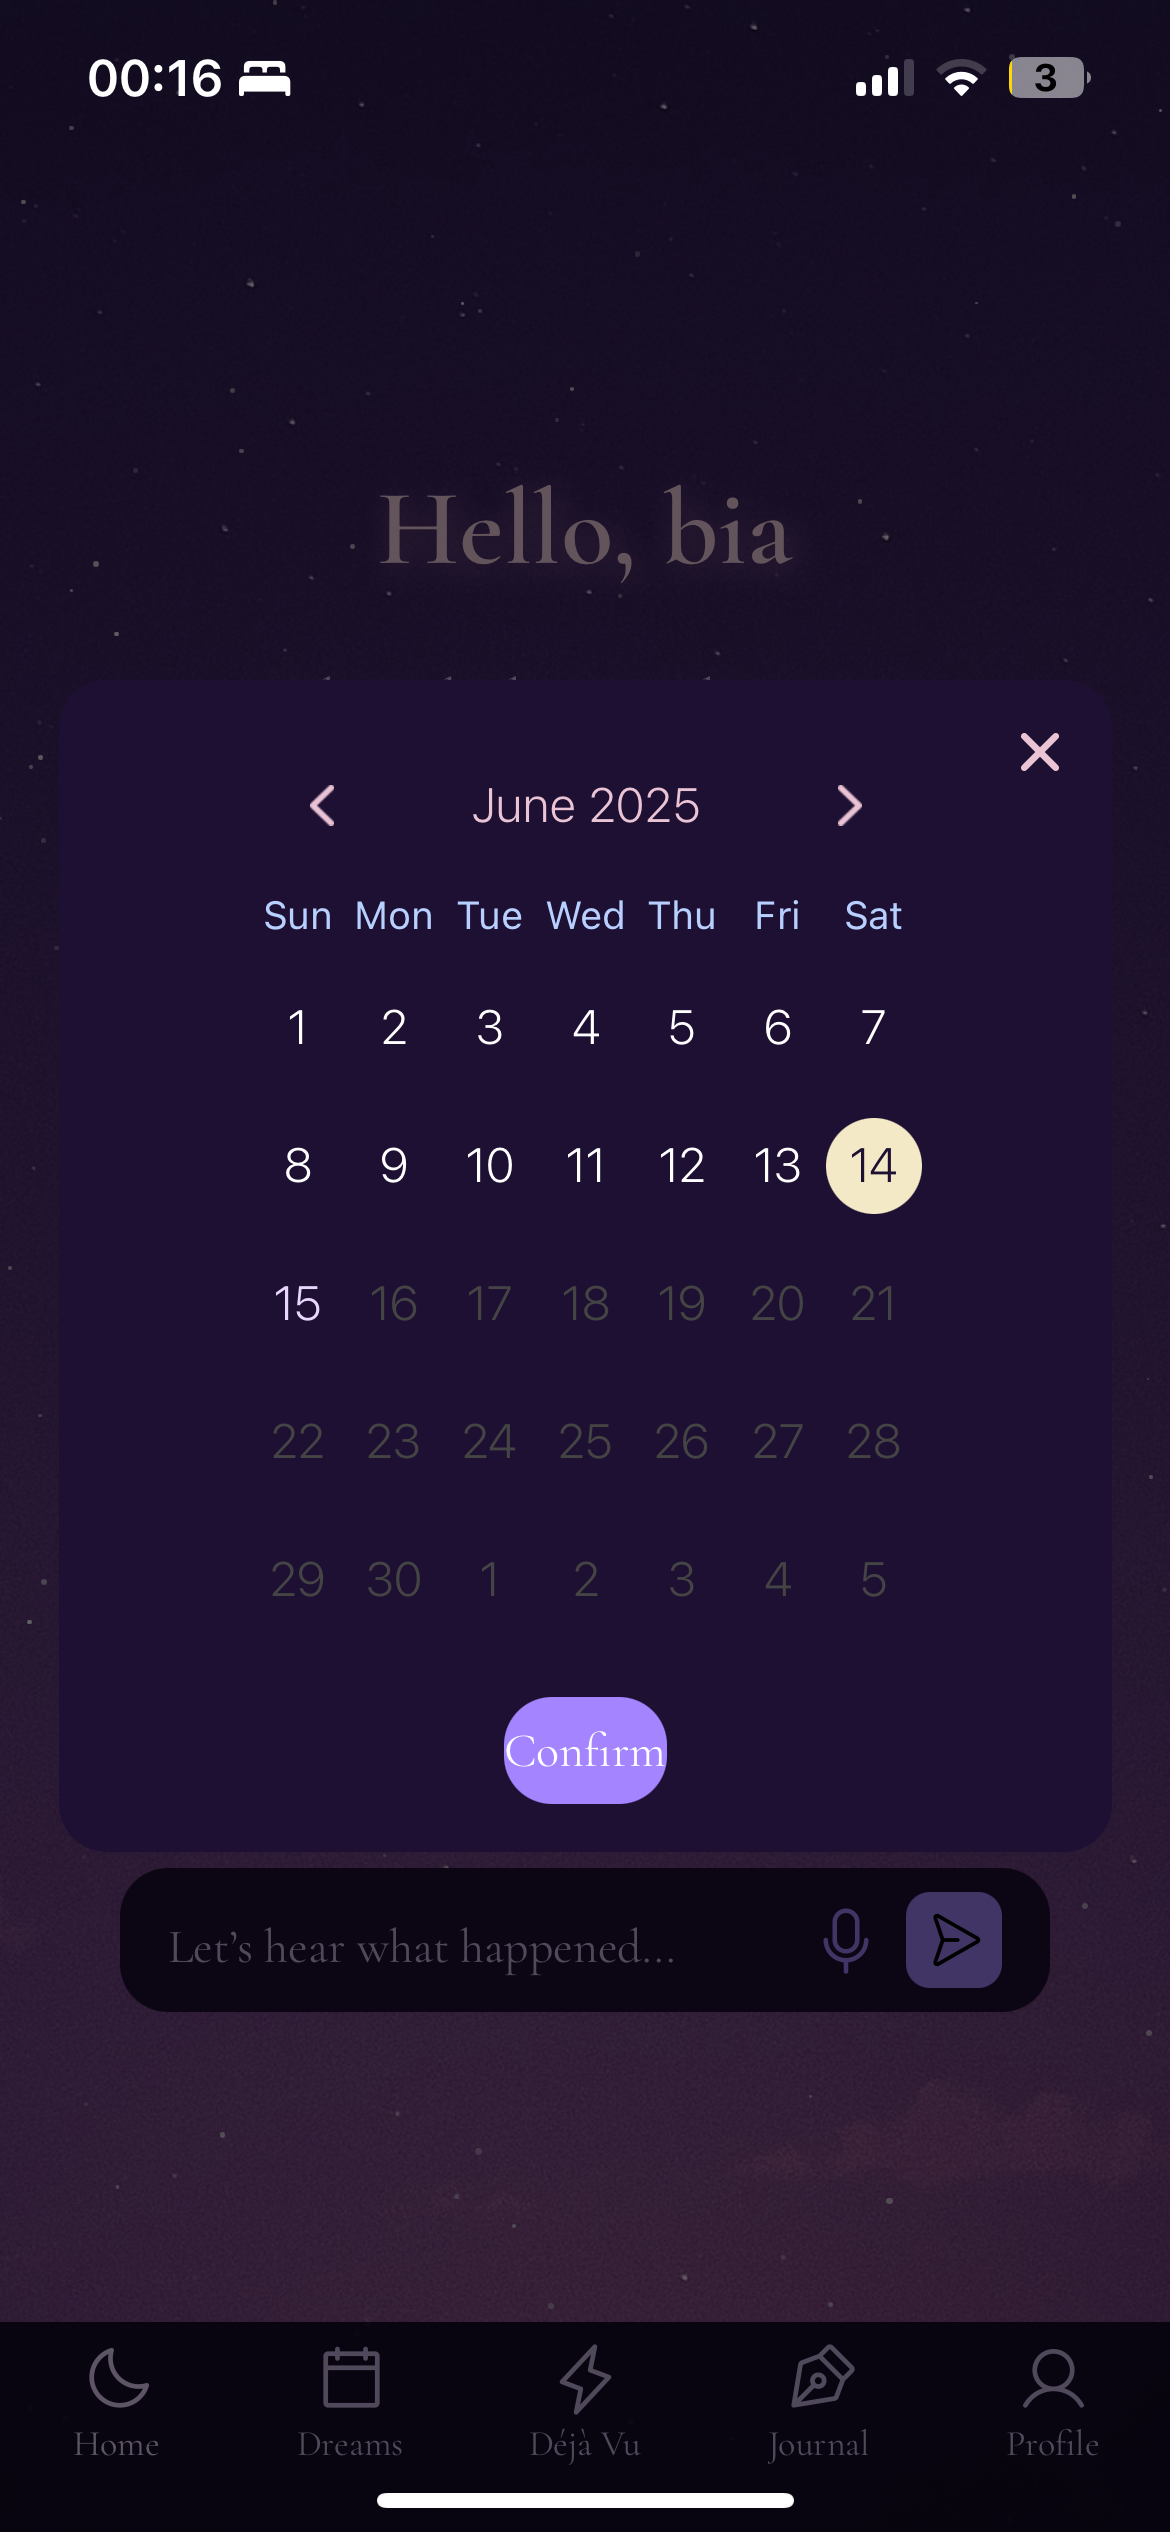 00:16
3
Hello, bia
June 2025
Sun Mon Tue Wed Thu Fri Sat
1 2 3 4 5 6 7
8 9 10 11 12 13 14
15 16 17 18 19 20 21
22 23 24 25 26 27 28
29 30 1 2 3 4 5
Confirm
Let's hear what happened...
Home Dreams Déjà Vu Journal Profile